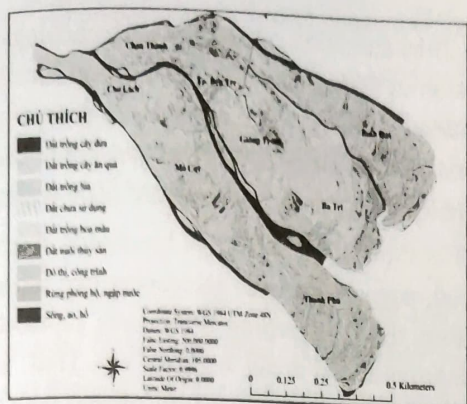 Châu Thành
Tp. Bến Tre
Chợ Lách
Bình Đại
Giồng Trôm
Mỏ Cày
Ba Tri
Thạnh Phú
CHÚ THÍCH
Đất trồng cây dừa
Đất trồng cây ăn quả
Đất trồng lúa
Đất chưa sử dụng
Đất trồng hoa màu
Đất nuôi thủy sản
Đô thị, công trình
Rừng phòng hộ, ngập nước
Sông, ao, hồ
Coordinate System: WGS 1984 UTM Zone 48N
Projection: Transverse Mercator
Datum: WGS 1984
False Easting: 500,000.0000
False Northing: 0.0000
Central Meridian: 105.0000
Scale Factor: 0.9996
Latitude Of Origin: 0.0000
Units: Meter
0 0.125 0.25 0.5 Kilometers